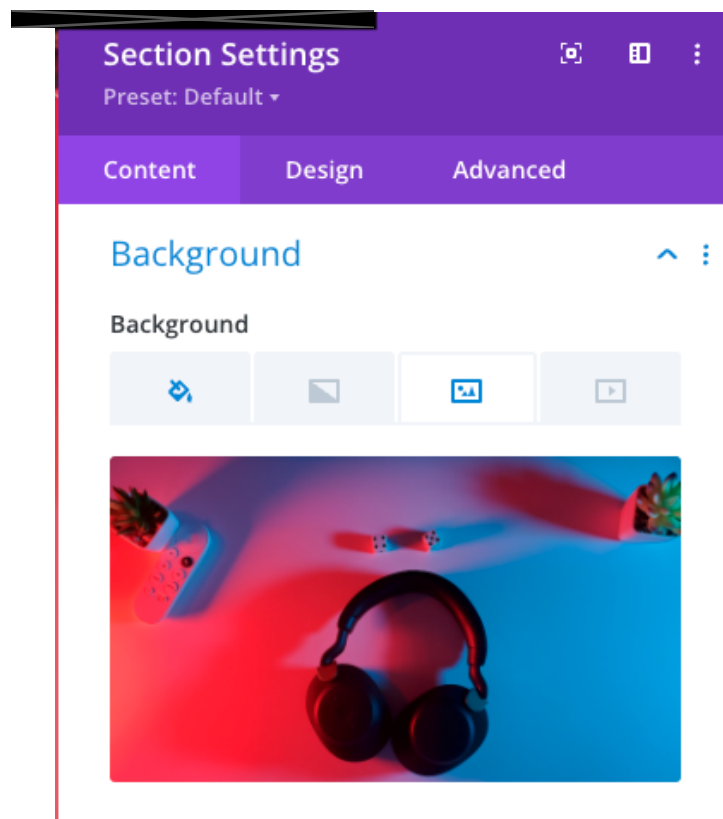 Section Settings
Preset: Default
Content Design Advanced
Background
Background